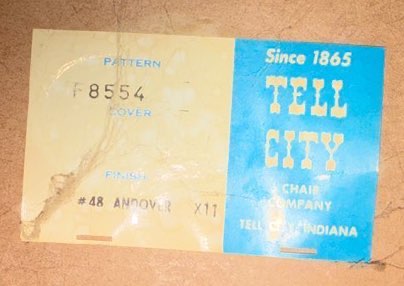 PATTERN
F8554
COVER
FINISH
#48 ANDOVER X11
Since 1865
TELL
CITY
CHAIR
COMPANY
TELL CITY, INDIANA